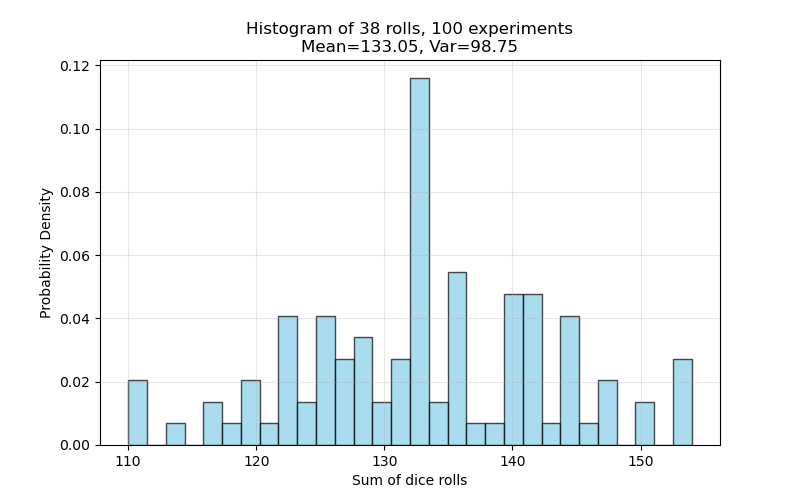 Histogram of 38 rolls, 100 experiments
Mean=133.05, Var=98.75
0.12
0.10
0.08
0.06
0.04
0.02
0.00
Probability Density
110 120 130 140 150
Sum of dice rolls